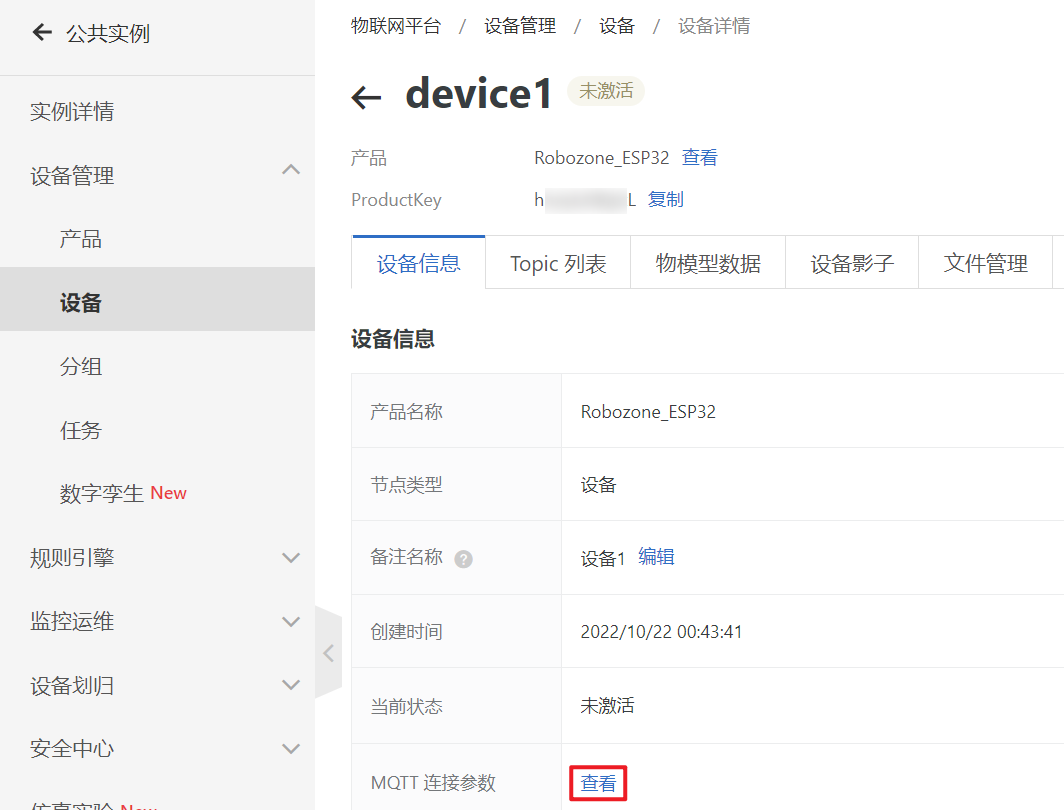 公共实例
实例详情
设备管理
产品
设备
分组
任务
数字孪生 New
规则引擎
监控运维
设备划归
安全中心
仿真实验 New
物联网平台 / 设备管理 / 设备 / 设备详情
device1 未激活
产品 Robozone_ESP32 查看
ProductKey h L 复制
设备信息 Topic 列表 物模型数据 设备影子 文件管理
设备信息
产品名称 Robozone_ESP32
节点类型 设备
备注名称 ? 设备1 编辑
创建时间 2022/10/22 00:43:41
当前状态 未激活
MQTT 连接参数 查看